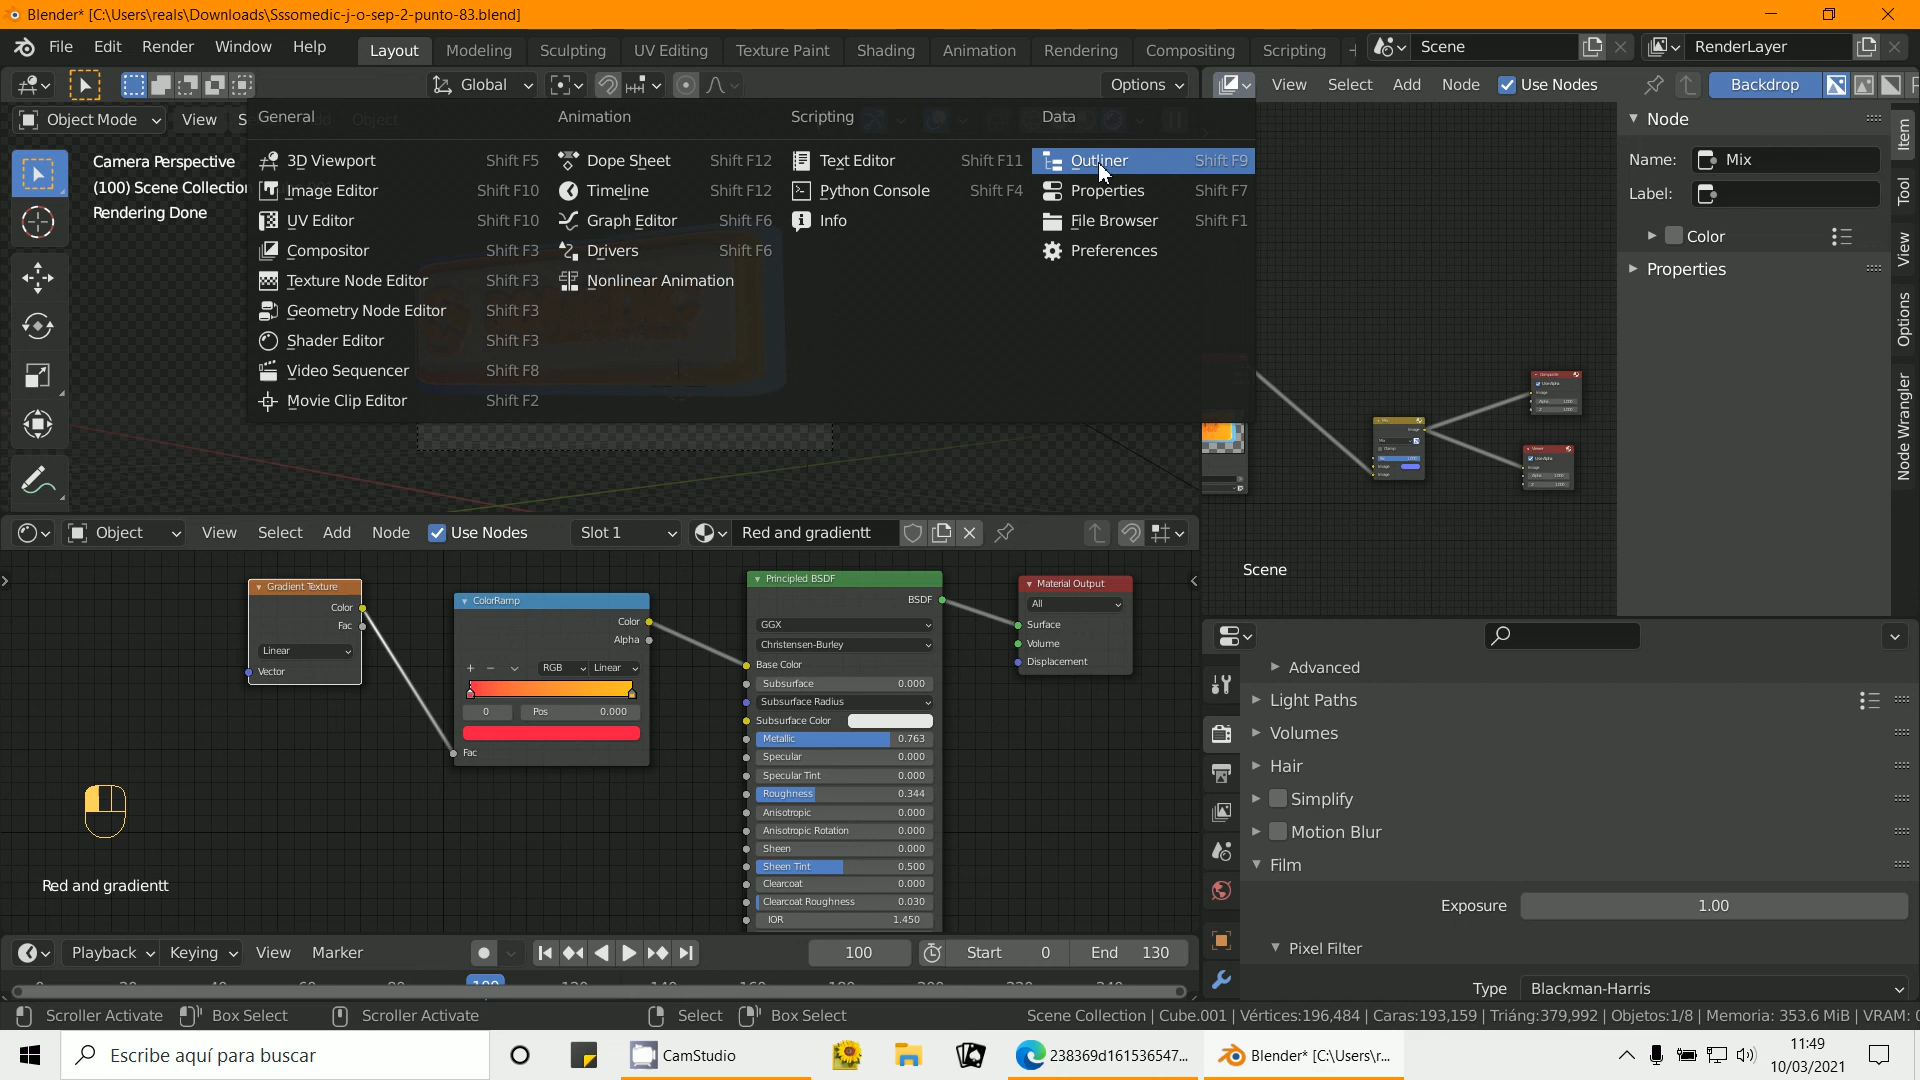 Blender* [C:\Users\reals\Downloads\Sssomedic-j-o-sep-2-punto-83.blend]
File Edit Render Window Help Layout Modeling Sculpting UV Editing Texture Paint Shading Animation Rendering Compositing Scripting Scene RenderLayer
Global Options View Select Add Node Use Nodes Backdrop
Object Mode View S
Camera Perspective
(100) Scene Collection
Rendering Done
General
3D Viewport Shift F5
Image Editor Shift F10
UV Editor Shift F10
Compositor Shift F3
Texture Node Editor Shift F3
Geometry Node Editor Shift F3
Shader Editor Shift F3
Video Sequencer Shift F8
Movie Clip Editor Shift F2
Animation
Dope Sheet Shift F12
Timeline Shift F12
Graph Editor Shift F6
Drivers Shift F6
Nonlinear Animation
Scripting
Text Editor Shift F11
Python Console Shift F4
Info
Data
Outliner Shift F9
Properties Shift F7
File Browser Shift F1
Preferences
Node
Name: Mix
Label:
Color
Properties
Item
Tool
View
Options
Node Wrangler
Scene
Object View Select Add Node Use Nodes Slot 1 Red and gradientt
Gradient Texture
Color
Fac
Linear
Vector
ColorRamp
Color
Alpha
RGB Linear
0 Pos 0.000
Fac
Principled BSDF
BSDF
GGX
Christensen-Burley
Base Color
Subsurface 0.000
Subsurface Radius
Subsurface Color
Metallic 0.763
Specular 0.000
Specular Tint 0.000
Roughness 0.344
Anisotropic 0.000
Anisotropic Rotation 0.000
Sheen 0.000
Sheen Tint 0.500
Clearcoat 0.000
Clearcoat Roughness 0.030
IOR 1.450
Material Output
All
Surface
Volume
Displacement
Red and gradientt
Advanced
Light Paths
Volumes
Hair
Simplify
Motion Blur
Film
Exposure 1.00
Pixel Filter
Type Blackman-Harris
Playback Keying View Marker 100 Start 0 End 130
Scroller Activate Box Select Scroller Activate Select Box Select Scene Collection | Cube.001 | Vértices:196,484 | Caras:193,159 | Triáng:379,992 | Objetos:1/8 | Memoria: 353.6 MiB | VRAM:
Escribe aquí para buscar CamStudio 238369d161536547... Blender* [C:\Users\r...
11:49
10/03/2021